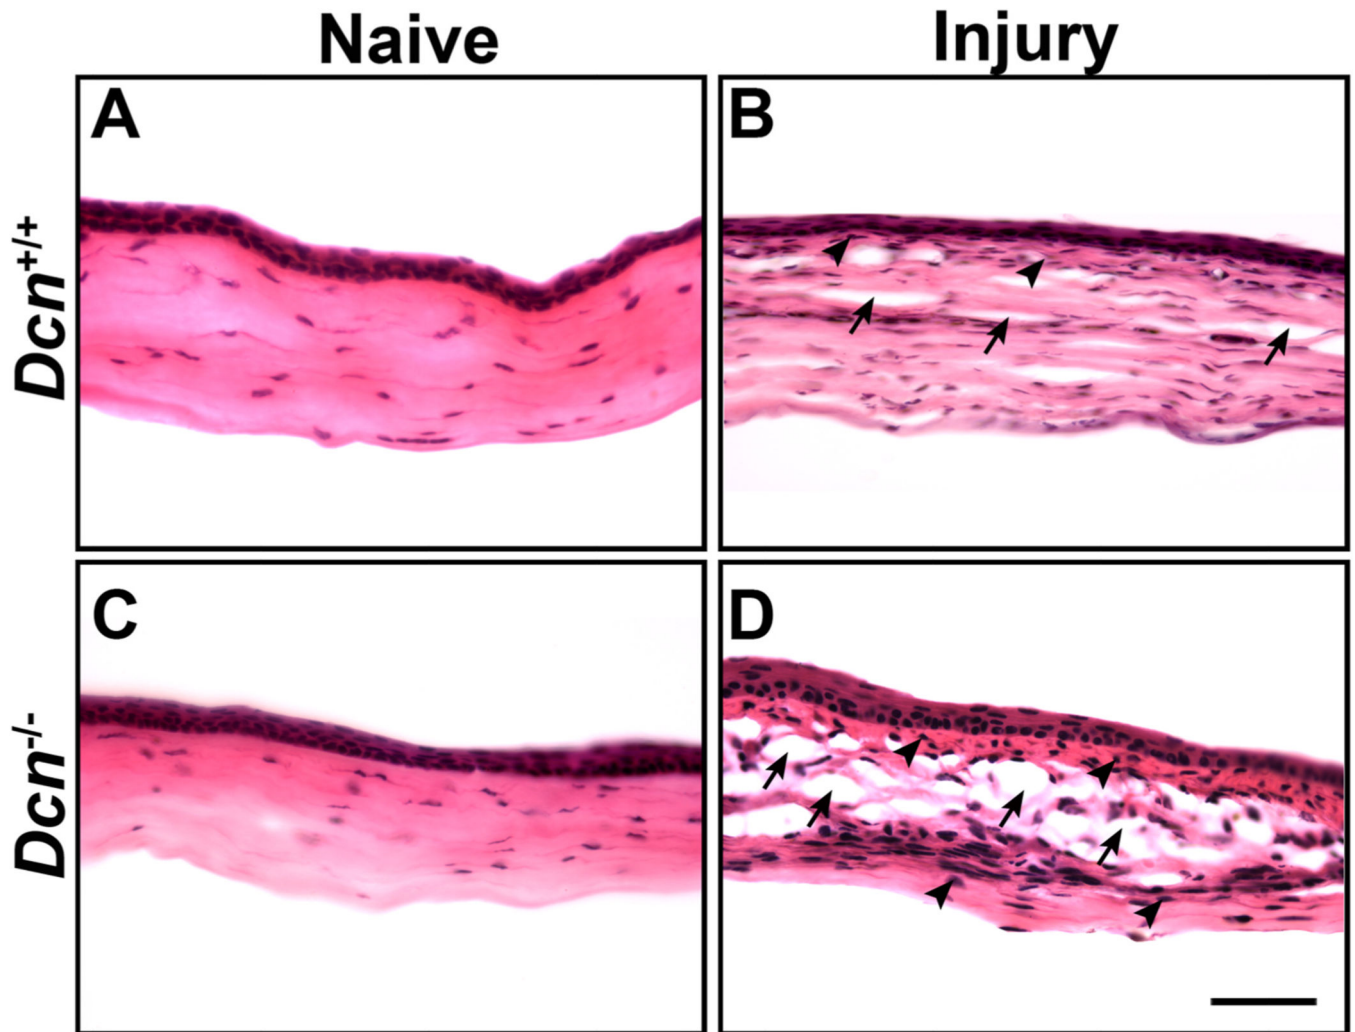 Naive
Injury
A
B
Dcn+/+
C
D
Dcn-/-